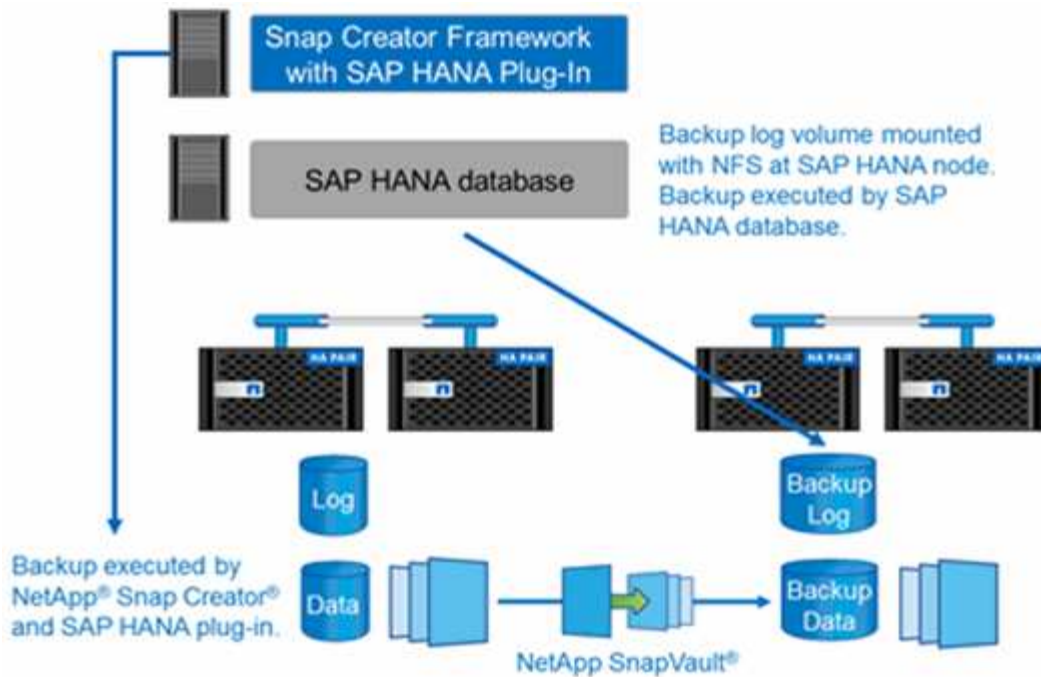 Snap Creator Framework
with SAP HANA Plug-In
SAP HANA database
Backup log volume mounted
with NFS at SAP HANA node.
Backup executed by SAP
HANA database.
HA PAIR
HA PAIR
HA PAIR
HA PAIR
Log
Backup
Log
Backup executed by
NetApp® Snap Creator®
and SAP HANA plug-in.
Data
Backup
Data
NetApp SnapVault®